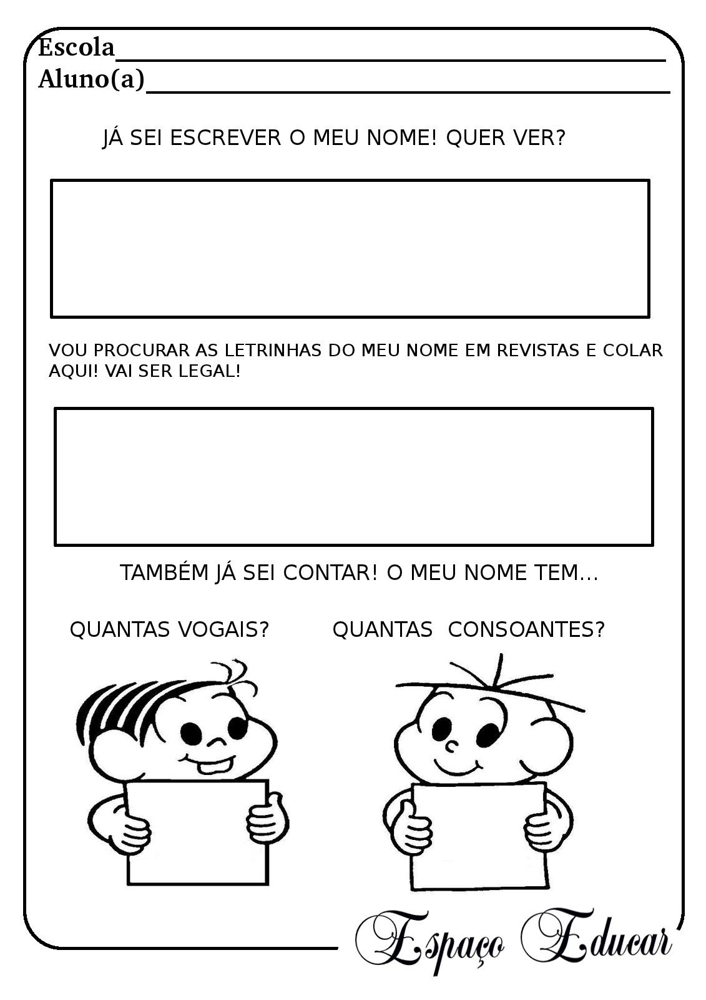 Escola
Aluno(a)
JÁ SEI ESCREVER O MEU NOME! QUER VER?
VOU PROCURAR AS LETRINHAS DO MEU NOME EM REVISTAS E COLAR
AQUI! VAI SER LEGAL!
TAMBÉM JÁ SEI CONTAR! O MEU NOME TEM...
QUANTAS VOGAIS? QUANTAS CONSOANTES?
Espaço Educar